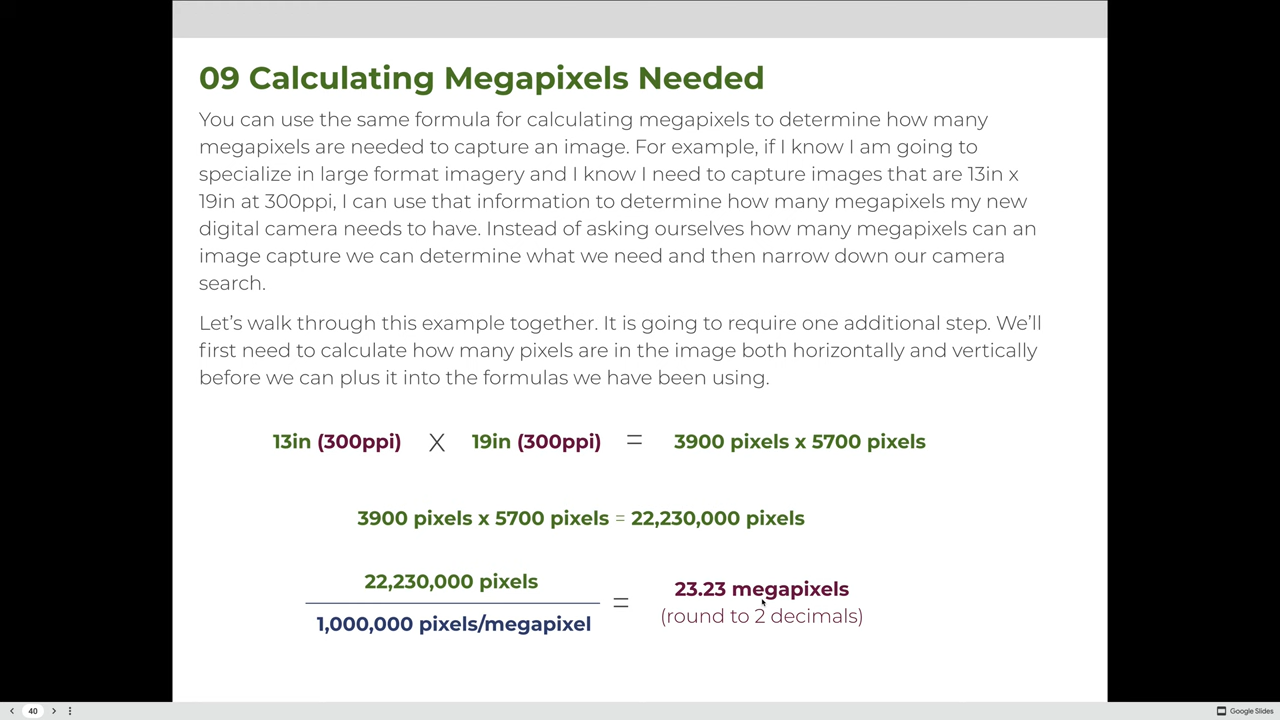 09 Calculating Megapixels Needed
You can use the same formula for calculating megapixels to determine how many
megapixels are needed to capture an image. For example, if I know I am going to
specialize in large format imagery and I know I need to capture images that are 13in x
19in at 300ppi, I can use that information to determine how many megapixels my new
digital camera needs to have. Instead of asking ourselves how many megapixels can an
image capture we can determine what we need and then narrow down our camera
search.
Let’s walk through this example together. It is going to require one additional step. We’ll
first need to calculate how many pixels are in the image both horizontally and vertically
before we can plus it into the formulas we have been using.
13in (300ppi) X 19in (300ppi) = 3900 pixels x 5700 pixels
3900 pixels x 5700 pixels = 22,230,000 pixels
22,230,000 pixels
1,000,000 pixels/megapixel
=
23.23 megapixels
(round to 2 decimals)
40
Google Slides